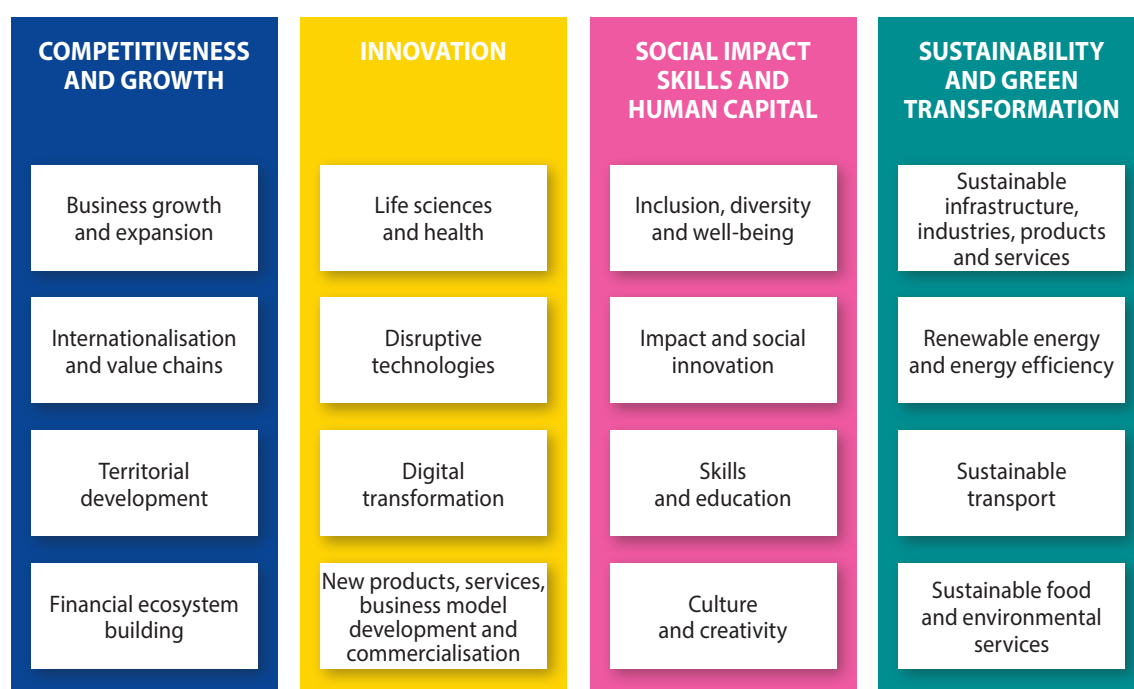 COMPETITIVENESS
AND GROWTH
Business growth
and expansion
Internationalisation
and value chains
Territorial
development
Financial ecosystem
building
INNOVATION
Life sciences
and health
Disruptive
technologies
Digital
transformation
New products, services,
business model
development and
commercialisation
SOCIAL IMPACT
SKILLS AND
HUMAN CAPITAL
Inclusion, diversity
and well-being
Impact and social
innovation
Skills
and education
Culture
and creativity
SUSTAINABILITY
AND GREEN
TRANSFORMATION
Sustainable
infrastructure,
industries, products
and services
Renewable energy
and energy efficiency
Sustainable
transport
Sustainable food
and environmental
services